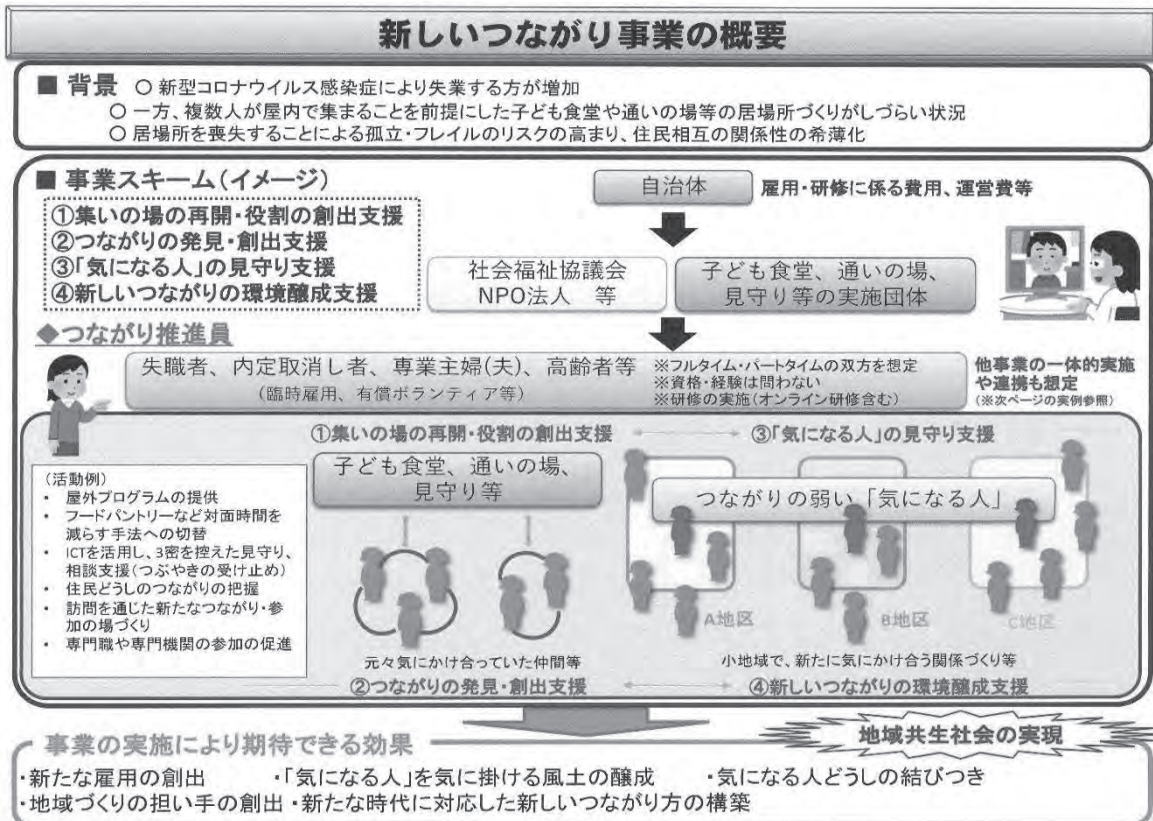 新しいつながり事業の概要
■ 背景 ○ 新型コロナウイルス感染症により失業する方が増加
○ 一方、複数人が屋内で集まることを前提にした子ども食堂や通いの場等の居場所づくりがしづらい状況
○ 居場所を喪失することによる孤立・フレイルのリスクの高まり、住民相互の関係性の希薄化
■ 事業スキーム(イメージ)
①集いの場の再開・役割の創出支援
②つながりの発見・創出支援
③「気になる人」の見守り支援
④新しいつながりの環境醸成支援
自治体
雇用・研修に係る費用、運営費等
社会福祉協議会
NPO法人 等
子ども食堂、通いの場、
見守り等の実施団体
◆つながり推進員
失職者、内定取消し者、専業主婦(夫)、高齢者等
(臨時雇用、有償ボランティア等)
※フルタイム・パートタイムの双方を想定
※資格・経験は問わない
※研修の実施(オンライン研修含む)
他事業の一体的実施
や連携も想定
(※次ページの実例参照)
①集いの場の再開・役割の創出支援
③「気になる人」の見守り支援
(活動例)
• 屋外プログラムの提供
• フードパントリーなど対面時間を
減らす手法への切替
• ICTを活用し、3密を控えた見守り、
相談支援(つぶやきの受け止め)
• 住民どうしのつながりの把握
• 訪問を通じた新たなつながり・参
加の場づくり
• 専門職や専門機関の参加の促進
子ども食堂、通いの場、
見守り等
つながりの弱い「気になる人」
A地区
B地区
C地区
元々気にかけ合っていた仲間等
小地域で、新たに気にかけ合う関係づくり等
②つながりの発見・創出支援
④新しいつながりの環境醸成支援
地域共生社会の実現
事業の実施により期待できる効果
・新たな雇用の創出 ・「気になる人」を気に掛ける風土の醸成 ・気になる人どうしの結びつき
・地域づくりの担い手の創出 ・新たな時代に対応した新しいつながり方の構築